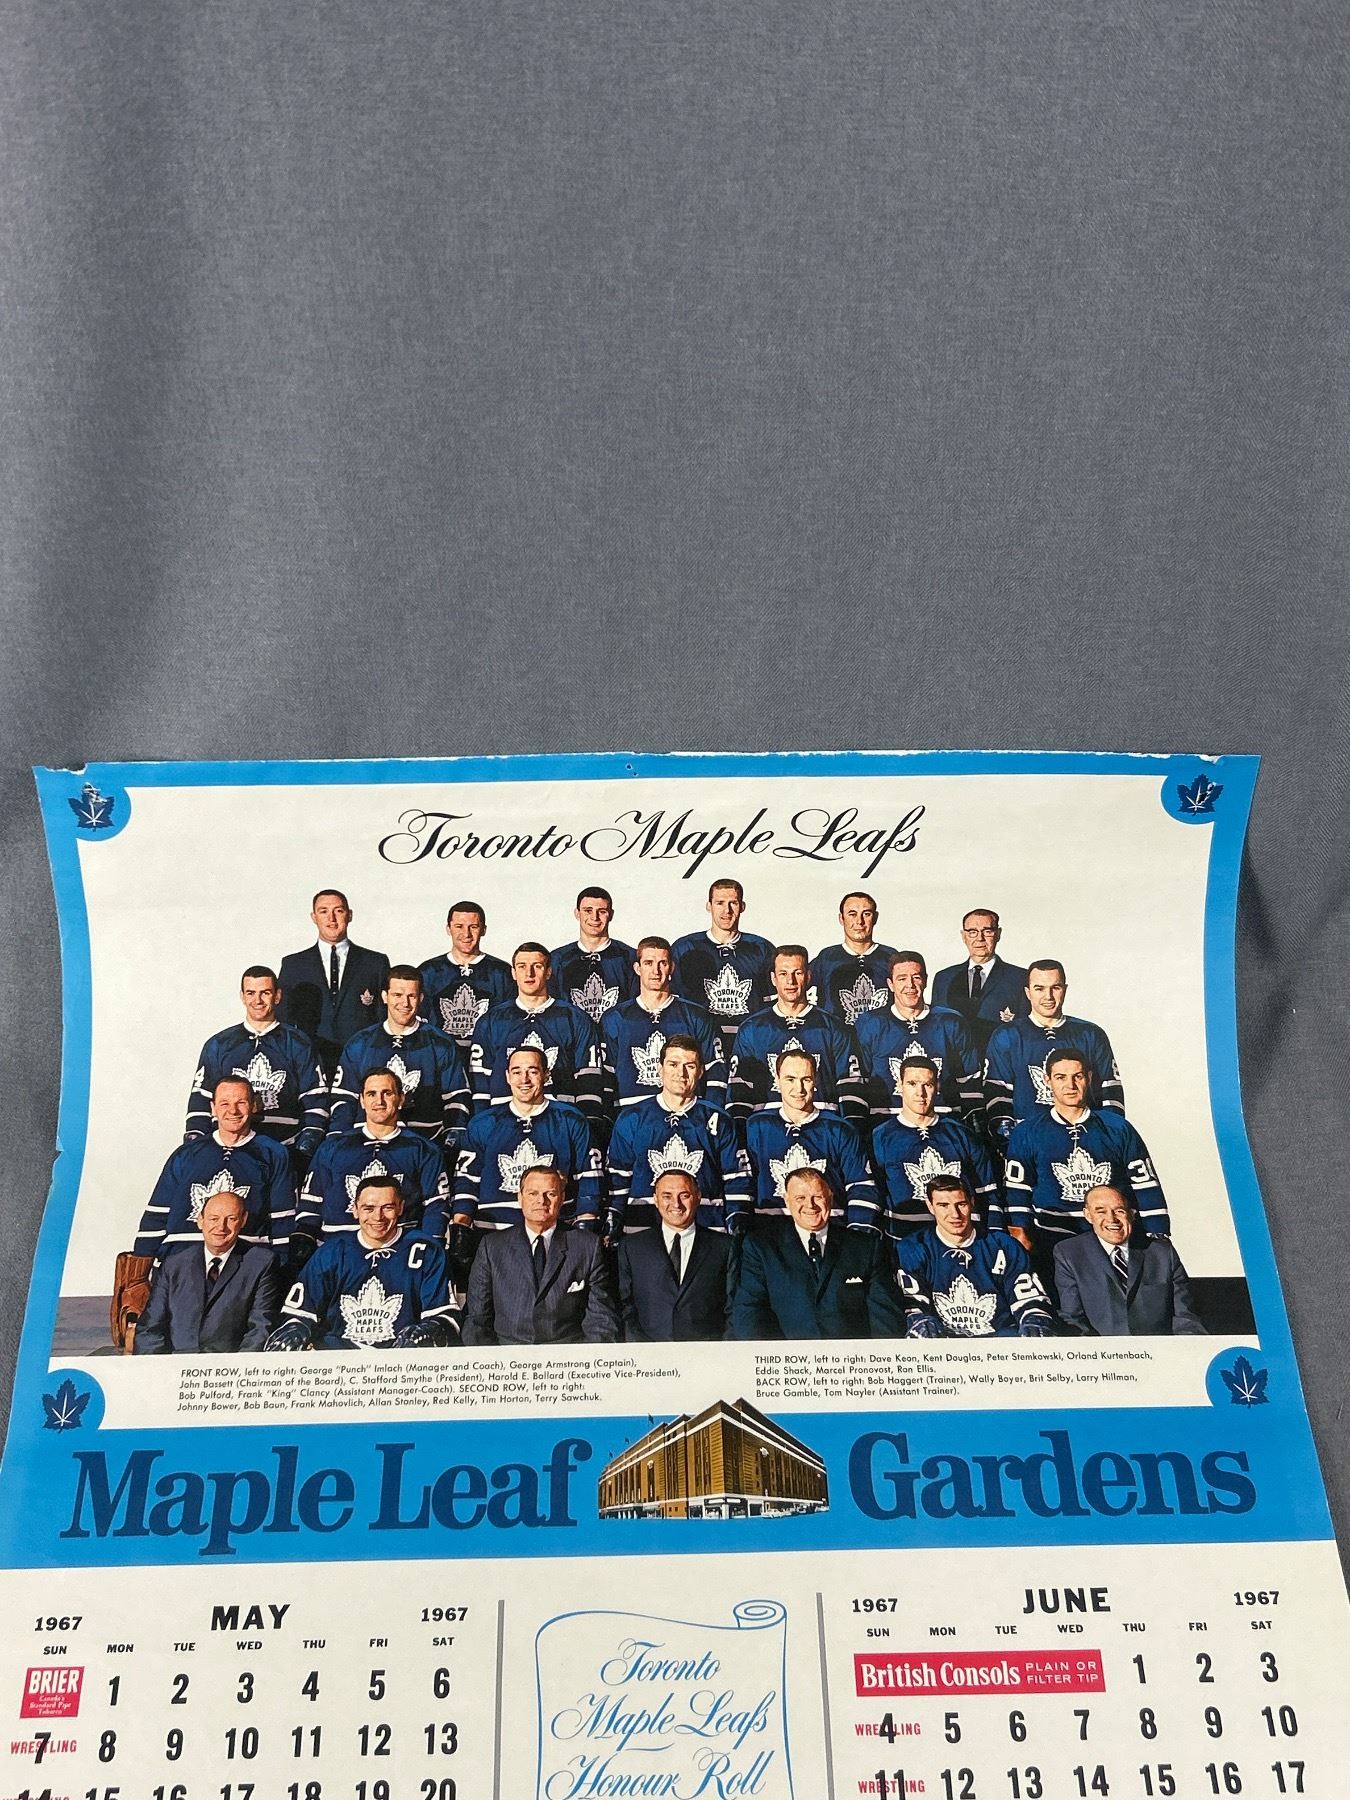 Toronto Maple Leafs
FRONT ROW, left to right: George "Punch" Imlach (Manager and Coach), George Armstrong (Captain),
John Bassett (Chairman of the Board), C. Stafford Smythe (President), Harold E. Ballard (Executive Vice-President),
Bob Pulford, Frank "King" Clancy (Assistant Manager-Coach). SECOND ROW, left to right:
Johnny Bower, Bob Baun, Frank Mahovlich, Allan Stanley, Red Kelly, Tim Horton, Terry Sawchuk.
THIRD ROW, left to right: Dave Keon, Kent Douglas, Peter Stemkowski, Orland Kurtenbach,
Eddie Shack, Marcel Pronovost, Ron Ellis.
BACK ROW, left to right: Bob Haggert (Trainer), Wally Boyer, Brit Selby, Larry Hillman,
Bruce Gamble, Tom Nayler (Assistant Trainer).
Maple Leaf Gardens
1967 MAY 1967
SUN MON TUE WED THU FRI SAT
BRIER 1 2 3 4 5 6
Canada's
Standard Pipe
Tobacco
WRESTLING
7 8 9 10 11 12 13
14 15 16 17 18 19 20
Toronto
Maple Leafs
Honour Roll
1967 JUNE 1967
SUN MON TUE WED THU FRI SAT
British Consols PLAIN OR FILTER TIP 1 2 3
WRESTLING
4 5 6 7 8 9 10
WRESTLING
11 12 13 14 15 16 17